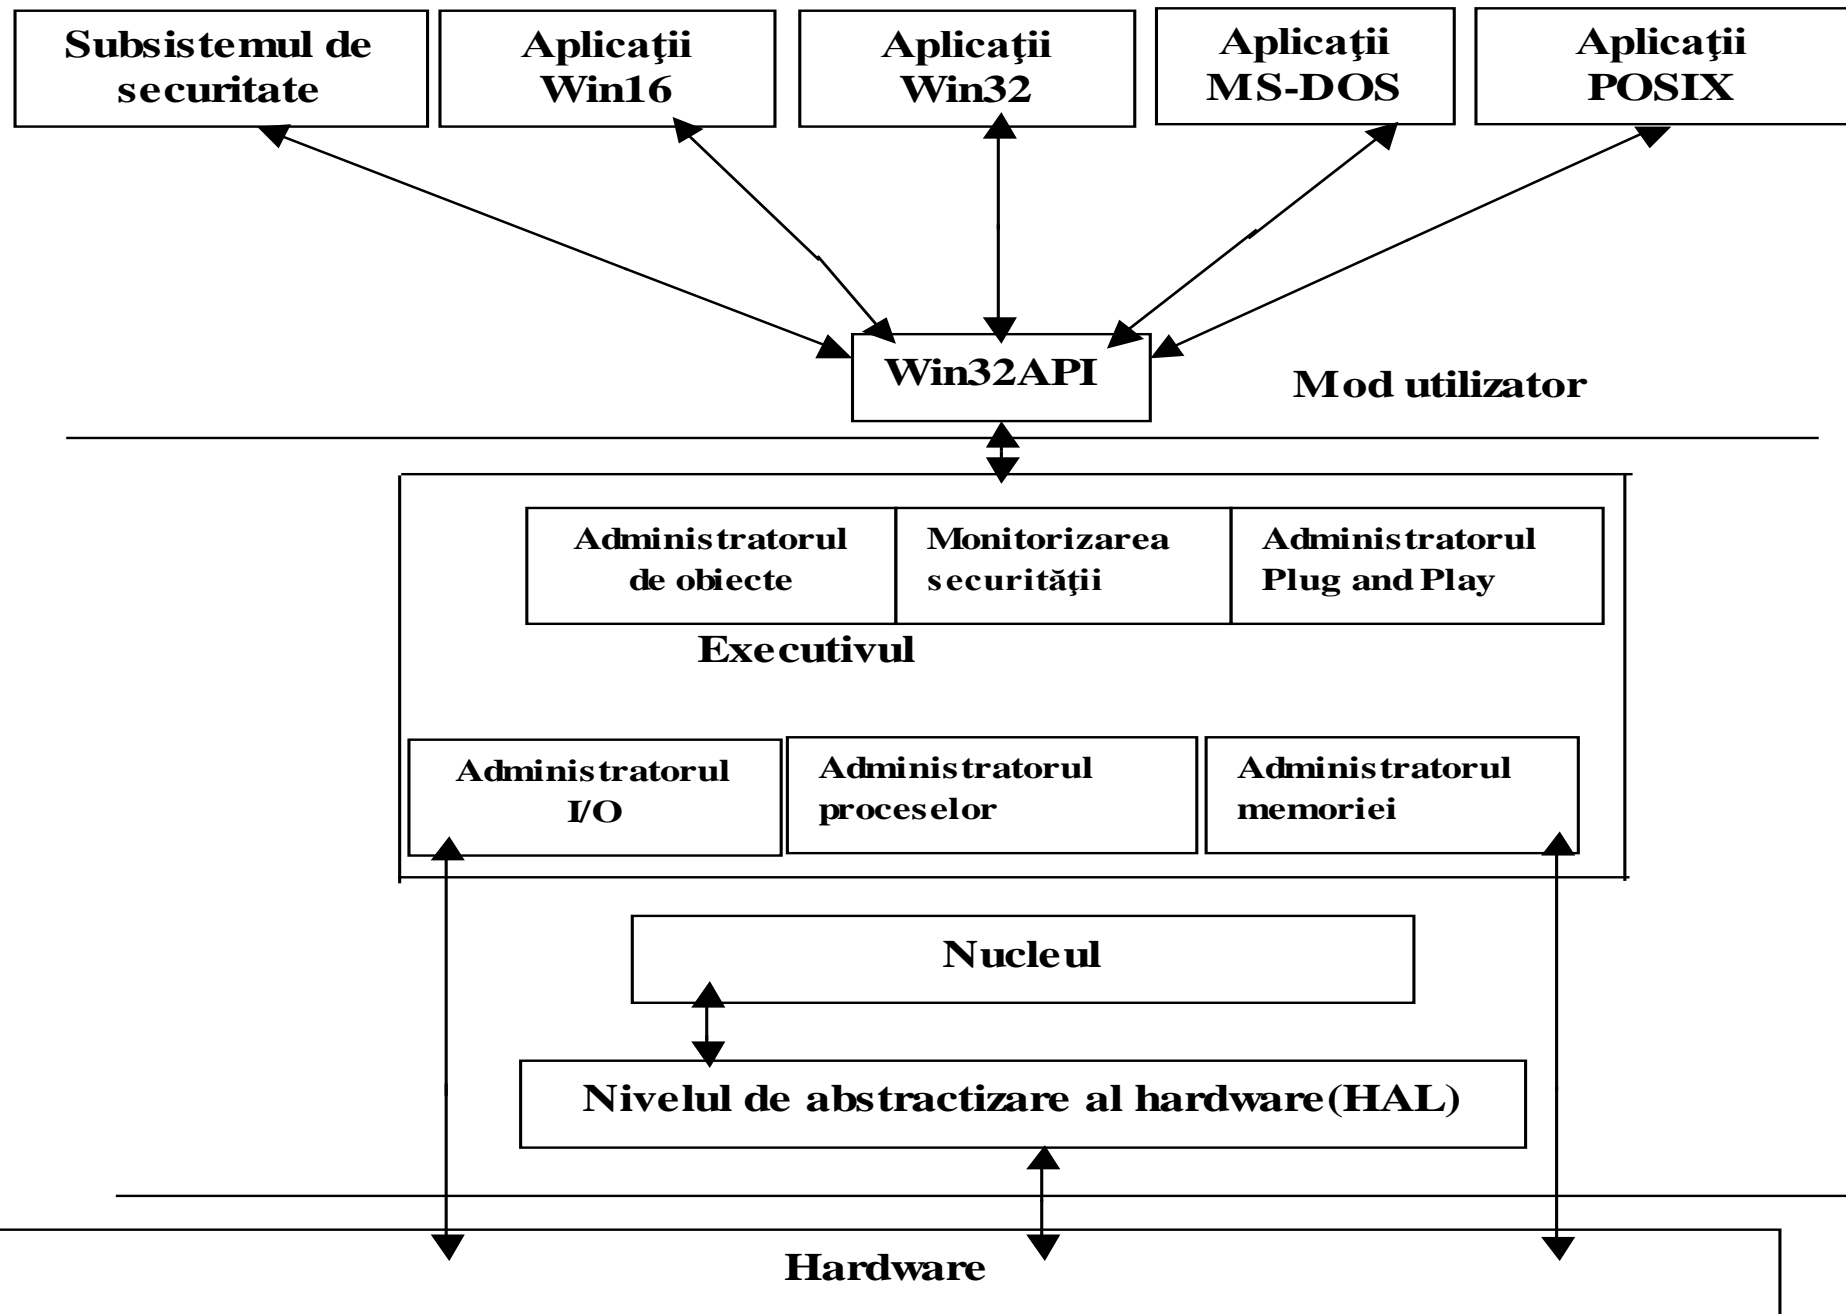 Subsistemul de
securitate
Aplicaţii
Win16
Aplicaţii
Win32
Aplicaţii
MS-DOS
Aplicaţii
POSIX
Win32API
Mod utilizator
Administratorul
de obiecte
Monitorizarea
securităţii
Administratorul
Plug and Play
Executivul
Administratorul
I/O
Administratorul
proceselor
Administratorul
memoriei
Nucleul
Nivelul de abstractizare al hardware(HAL)
Hardware